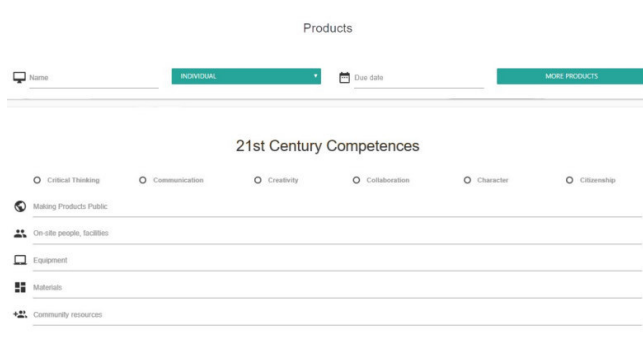 Products
Name INDIVIDUAL Due date MORE PRODUCTS
21st Century Competences
Critical Thinking Communication Creativity Collaboration Character Citizenship
Making Products Public
On-site people, facilities
Equipment
Materials
Community resources